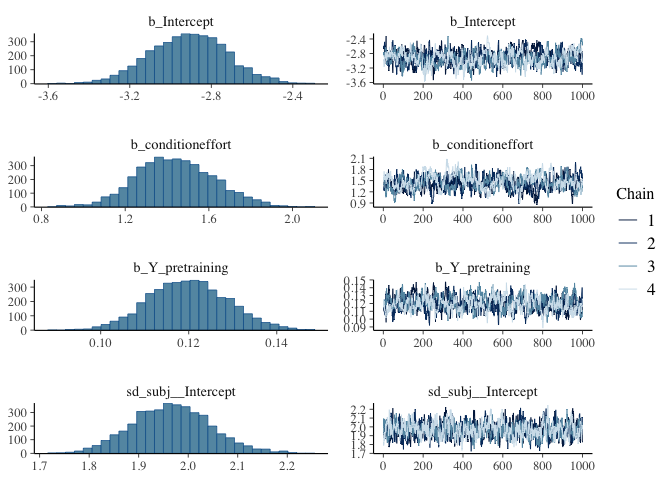 b_Intercept
300
200
100
0
-3.6 -3.2 -2.8 -2.4
b_Intercept
-2.4
-2.8
-3.2
-3.6
0 200 400 600 800 1000
b_conditioneffort
300
200
100
0
0.8 1.2 1.6 2.0
b_conditioneffort
2.1
1.8
1.5
1.2
0.9
0 200 400 600 800 1000
b_Y_pretraining
300
200
100
0
0.10 0.12 0.14
b_Y_pretraining
0.15
0.14
0.13
0.12
0.11
0.10
0.09
0 200 400 600 800 1000
sd_subj__Intercept
300
200
100
0
1.7 1.8 1.9 2.0 2.1 2.2
sd_subj__Intercept
2.2
2.1
2.0
1.9
1.8
1.7
0 200 400 600 800 1000
Chain
1
2
3
4